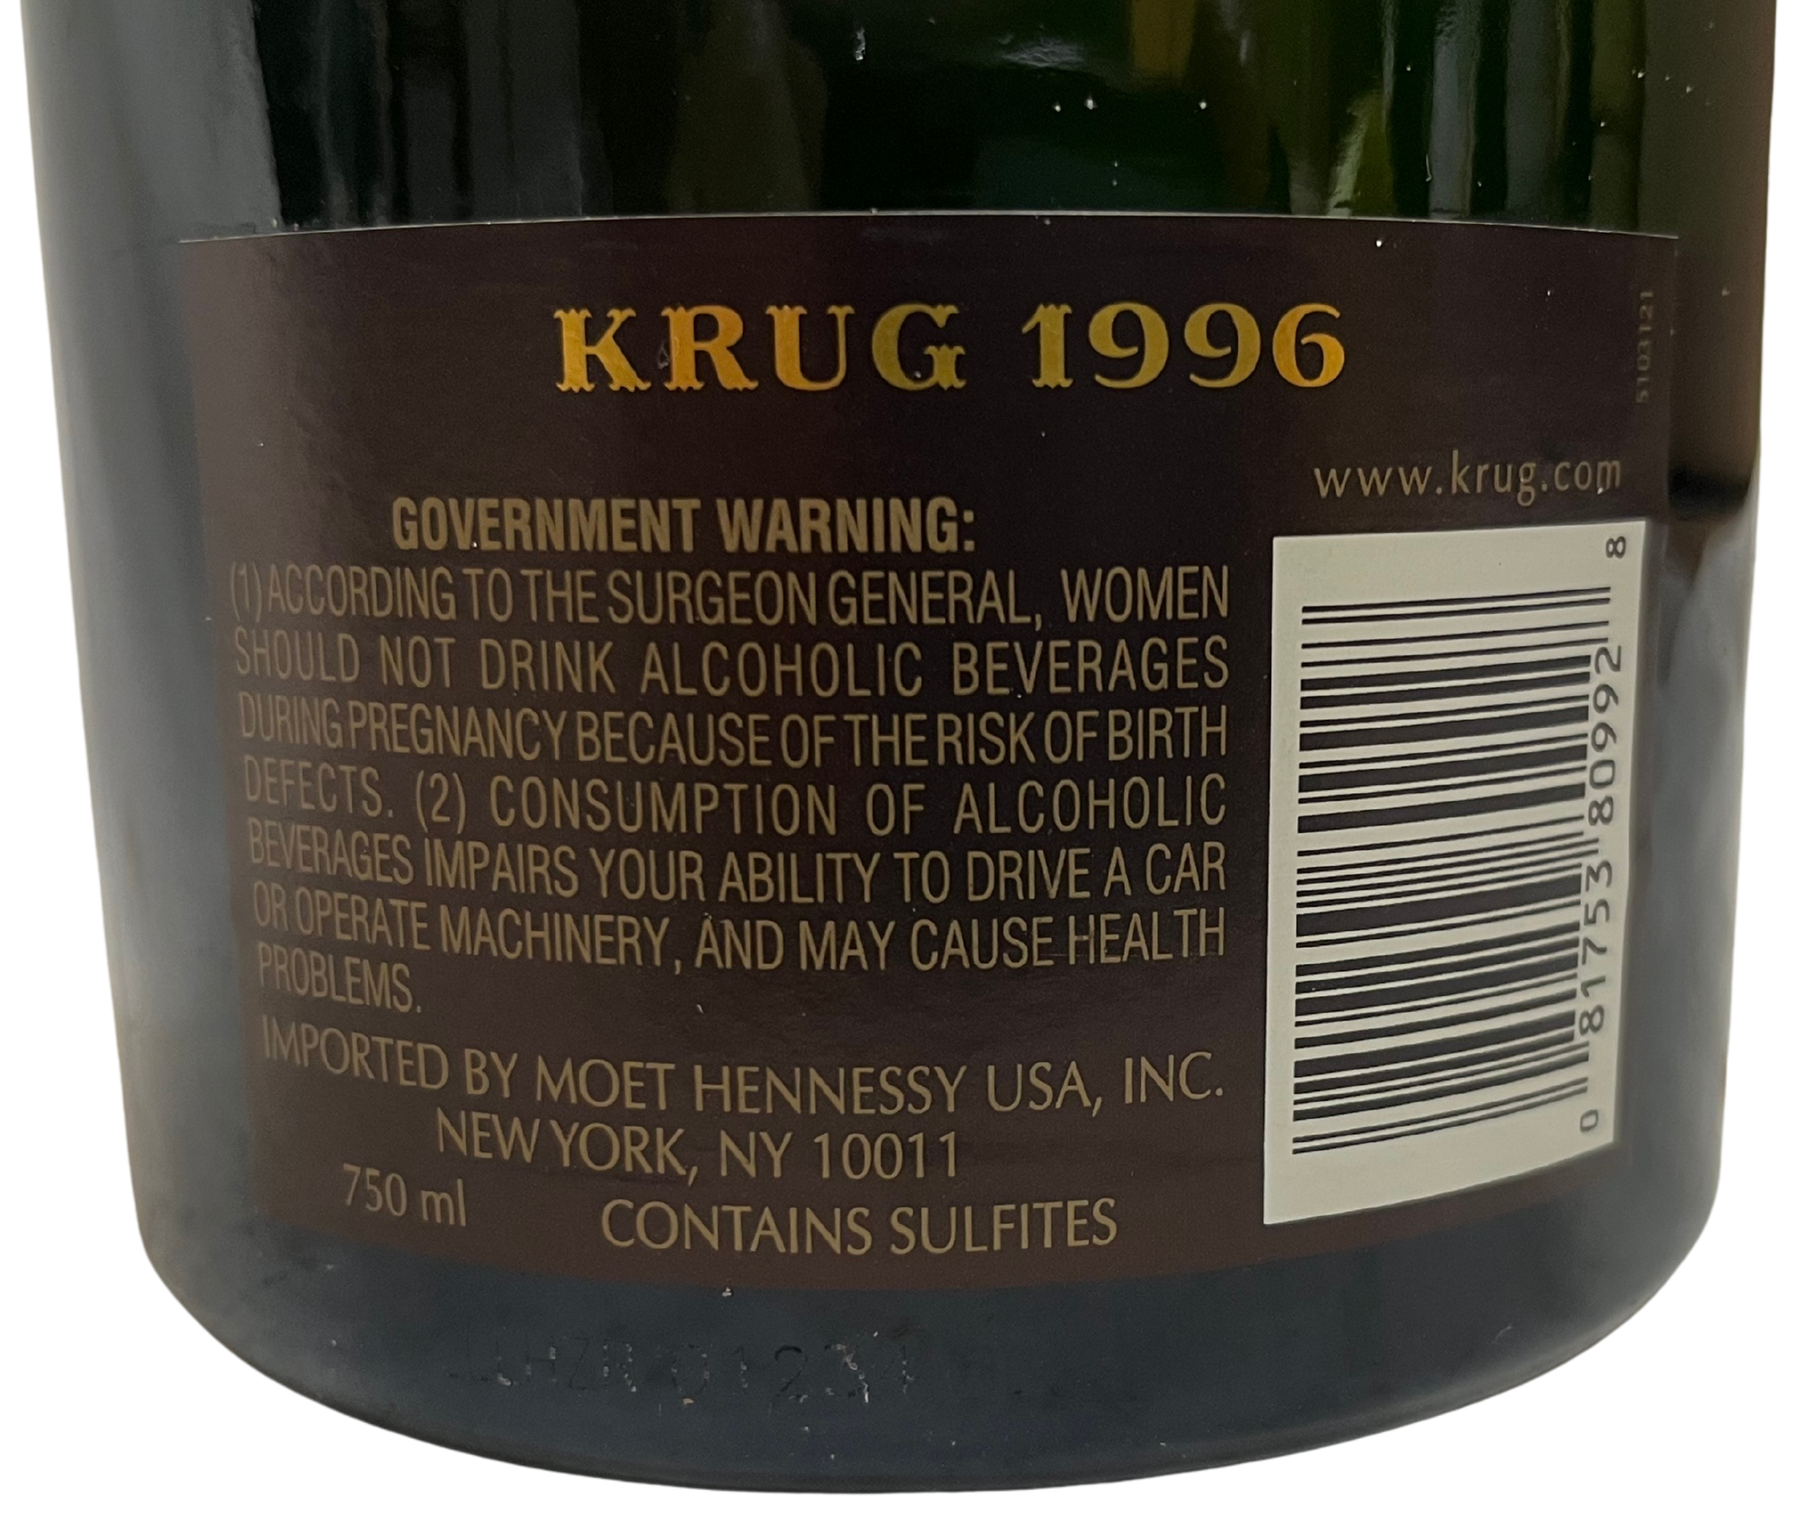 KRUG 1996
5103121
www.krug.com
GOVERNMENT WARNING:
(1) ACCORDING TO THE SURGEON GENERAL, WOMEN
SHOULD NOT DRINK ALCOHOLIC BEVERAGES
DURING PREGNANCY BECAUSE OF THE RISK OF BIRTH
DEFECTS. (2) CONSUMPTION OF ALCOHOLIC
BEVERAGES IMPAIRS YOUR ABILITY TO DRIVE A CAR
OR OPERATE MACHINERY, AND MAY CAUSE HEALTH
PROBLEMS.
IMPORTED BY MOET HENNESSY USA, INC.
NEW YORK, NY 10011
750 ml
CONTAINS SULFITES
0 81753 80992 8